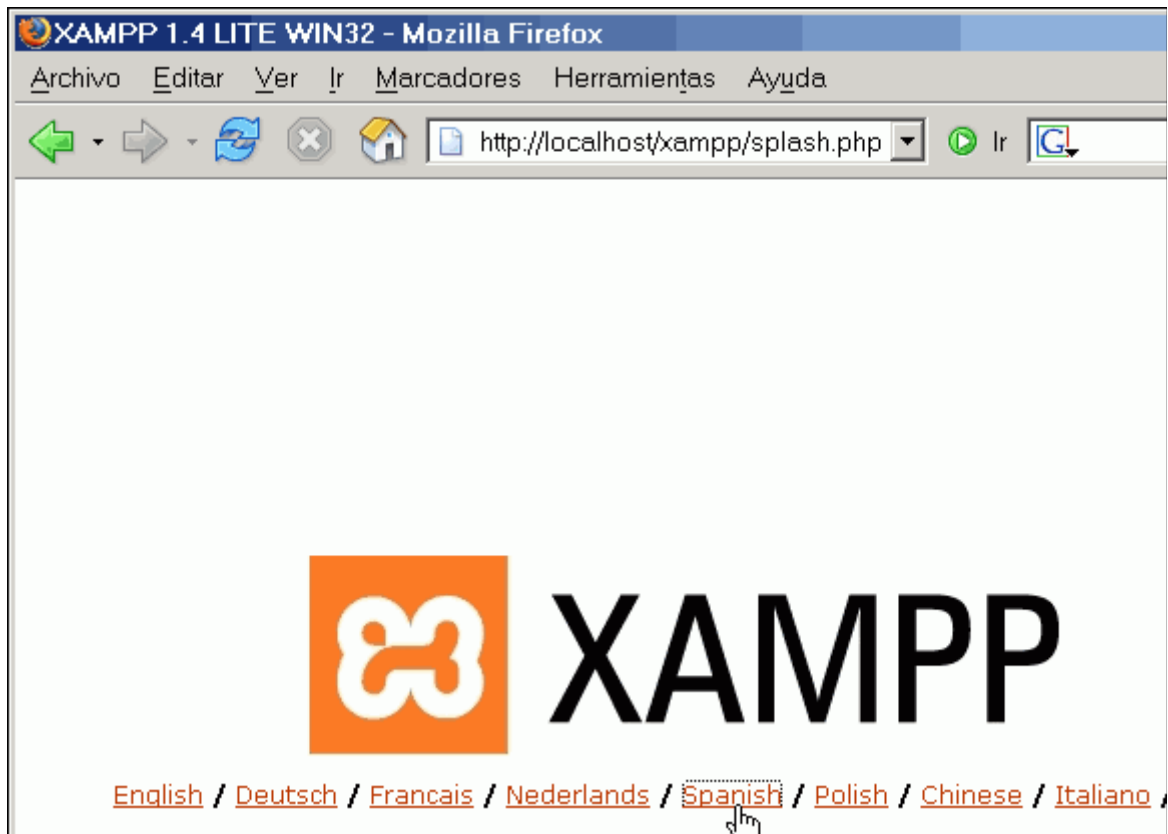 XAMPP 1.4 LITE WIN32 - Mozilla Firefox
Archivo Editar Ver Ir Marcadores Herramientas Ayuda
http://localhost/xampp/splash.php Ir G
XAMPP
English / Deutsch / Francais / Nederlands / Spanish / Polish / Chinese / Italiano /